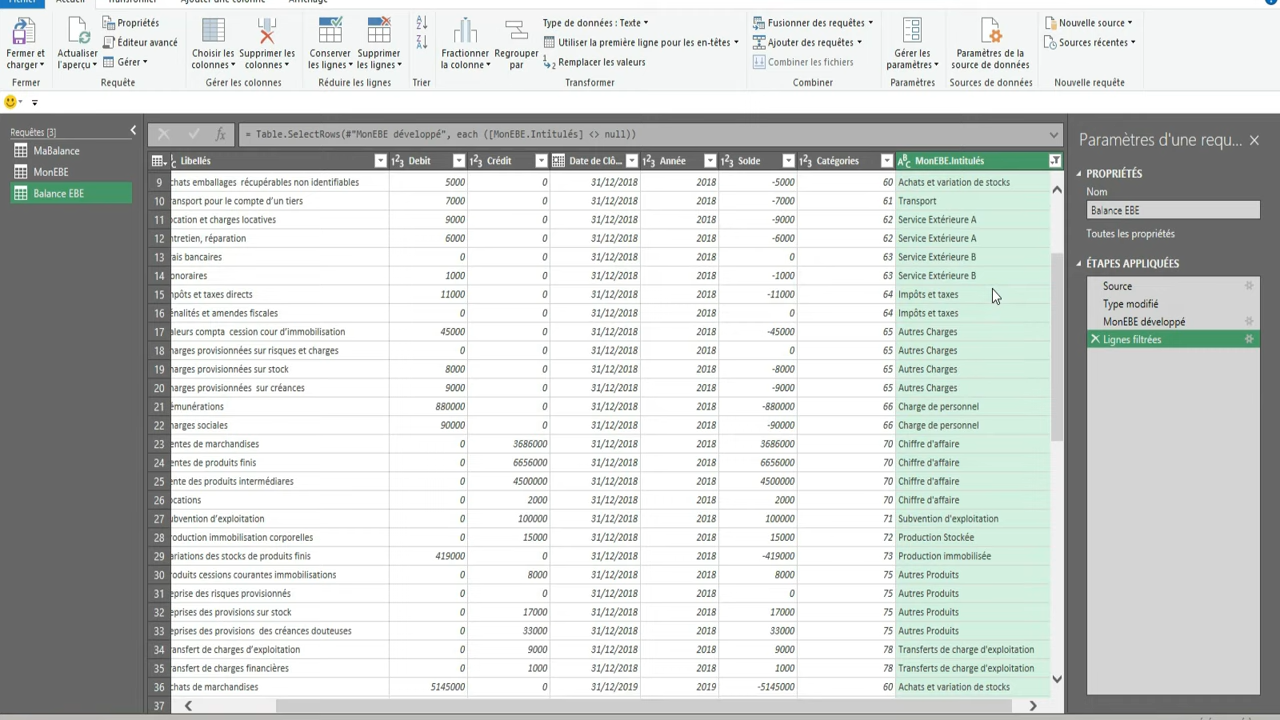 Fichier Accueil Transformer Ajouter une colonne Affichage
Fermer et charger
Fermer
Actualiser l'aperçu
Propriétés
Éditeur avancé
Gérer
Requête
Choisir les colonnes
Supprimer les colonnes
Gérer les colonnes
Conserver les lignes
Supprimer les lignes
Réduire les lignes
Trier
Fractionner la colonne
Regrouper par
Type de données : Texte
Utiliser la première ligne pour les en-têtes
Remplacer les valeurs
Transformer
Fusionner des requêtes
Ajouter des requêtes
Combiner les fichiers
Combiner
Gérer les paramètres
Paramètres
Paramètres de la source de données
Sources de données
Nouvelle source
Sources récentes
Nouvelle requête
Requêtes [3]
MaBalance
MonEBE
Balance EBE
fx = Table.SelectRows(#"MonEBE développé", each ([MonEBE.Intitulés] <> null))
Libellés 123 Debit 123 Crédit Date de Clô... 123 Année 123 Solde 123 Catégories ABC MonEBE.Intitulés
9 chats emballages récupérables non identifiables 5000 0 31/12/2018 2018 -5000 60 Achats et variation de stocks
10 ransport pour le compte d'un tiers 7000 0 31/12/2018 2018 -7000 61 Transport
11 ocation et charges locatives 9000 0 31/12/2018 2018 -9000 62 Service Extérieure A
12 ntretien, réparation 6000 0 31/12/2018 2018 -6000 62 Service Extérieure A
13 rais bancaires 0 0 31/12/2018 2018 0 63 Service Extérieure B
14 onoraires 1000 0 31/12/2018 2018 -1000 63 Service Extérieure B
15 mpôts et taxes directs 11000 0 31/12/2018 2018 -11000 64 Impôts et taxes
16 énalités et amendes fiscales 0 0 31/12/2018 2018 0 64 Impôts et taxes
17 aleurs compta cession cour d'immobilisation 45000 0 31/12/2018 2018 -45000 65 Autres Charges
18 harges provisionnées sur risques et charges 0 0 31/12/2018 2018 0 65 Autres Charges
19 harges provisionnées sur stock 8000 0 31/12/2018 2018 -8000 65 Autres Charges
20 harges provisionnées sur créances 9000 0 31/12/2018 2018 -9000 65 Autres Charges
21 émunérations 880000 0 31/12/2018 2018 -880000 66 Charge de personnel
22 harges sociales 90000 0 31/12/2018 2018 -90000 66 Charge de personnel
23 entes de marchandises 0 3686000 31/12/2018 2018 3686000 70 Chiffre d'affaire
24 entes de produits finis 0 6656000 31/12/2018 2018 6656000 70 Chiffre d'affaire
25 ente des produits intermédiaires 0 4500000 31/12/2018 2018 4500000 70 Chiffre d'affaire
26 ocations 0 2000 31/12/2018 2018 2000 70 Chiffre d'affaire
27 ubvention d'exploitation 0 100000 31/12/2018 2018 100000 71 Subvention d'exploitation
28 roduction immobilisation corporelles 0 15000 31/12/2018 2018 15000 72 Production Stockée
29 ariations des stocks de produits finis 419000 0 31/12/2018 2018 -419000 73 Production immobilisée
30 roduits cessions courantes immobilisations 0 8000 31/12/2018 2018 8000 75 Autres Produits
31 eprise des risques provisionnés 0 0 31/12/2018 2018 0 75 Autres Produits
32 eprises des provisions sur stock 0 17000 31/12/2018 2018 17000 75 Autres Produits
33 eprises des provisions des créances douteuses 0 33000 31/12/2018 2018 33000 75 Autres Produits
34 ransfert de charges d'exploitation 0 9000 31/12/2018 2018 9000 78 Transferts de charge d'exploitation
35 ransfert de charges financières 0 1000 31/12/2018 2018 1000 78 Transferts de charge d'exploitation
36 chats de marchandises 5145000 0 31/12/2019 2019 -5145000 60 Achats et variation de stocks
37
Paramètres d'une requ...
PROPRIÉTÉS
Nom
Balance EBE
Toutes les propriétés
ÉTAPES APPLIQUÉES
Source
Type modifié
MonEBE développé
Lignes filtrées